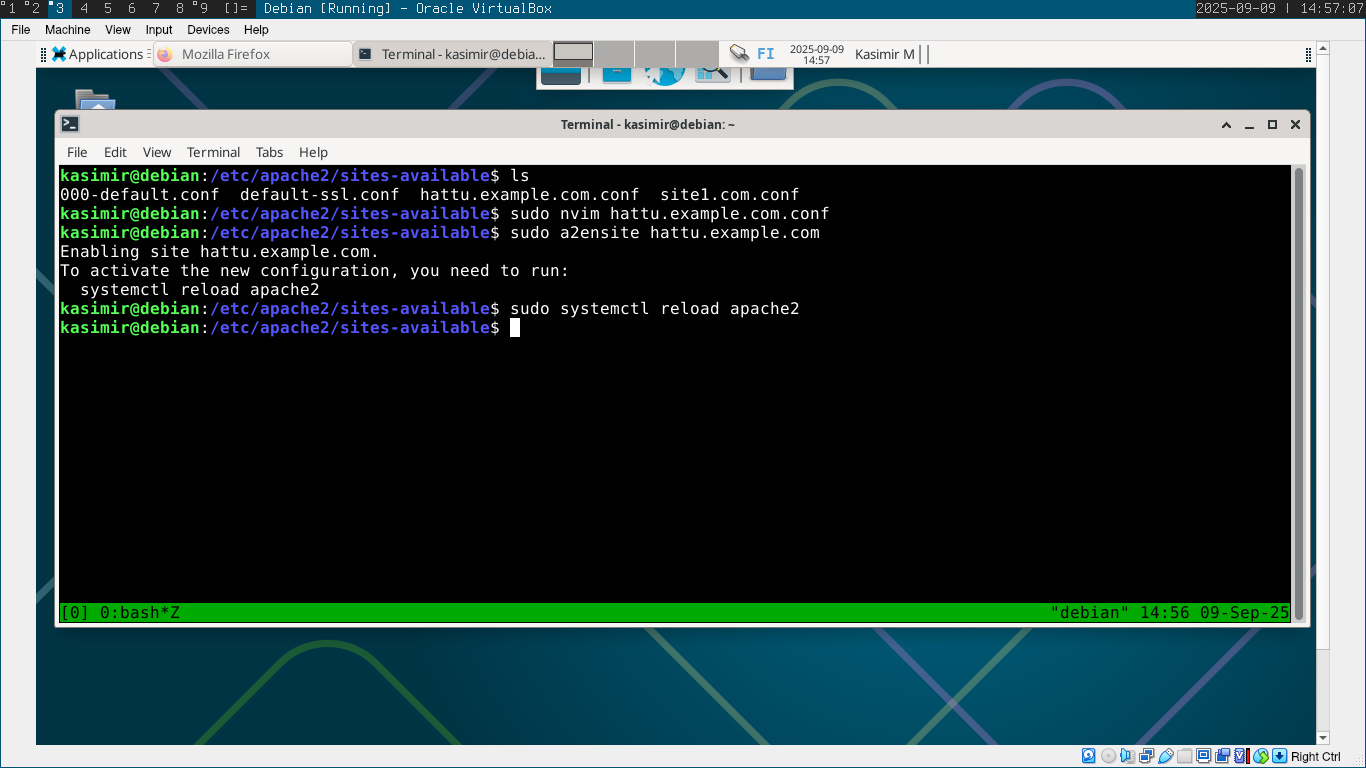 1 2 3 4 5 6 7 8 9 []= Debian [Running] - Oracle VirtualBox 2025-09-09 | 14:57:07
File Machine View Input Devices Help
Applications Mozilla Firefox Terminal - kasimir@debia... FI 2025-09-09 Kasimir M
14:57
Terminal - kasimir@debian: ~
File Edit View Terminal Tabs Help
kasimir@debian:/etc/apache2/sites-available$ ls
000-default.conf default-ssl.conf hattu.example.com.conf site1.com.conf
kasimir@debian:/etc/apache2/sites-available$ sudo nvim hattu.example.com.conf
kasimir@debian:/etc/apache2/sites-available$ sudo a2ensite hattu.example.com
Enabling site hattu.example.com.
To activate the new configuration, you need to run:
systemctl reload apache2
kasimir@debian:/etc/apache2/sites-available$ sudo systemctl reload apache2
kasimir@debian:/etc/apache2/sites-available$
[0] 0:bash*Z "debian" 14:56 09-Sep-25
Right Ctrl